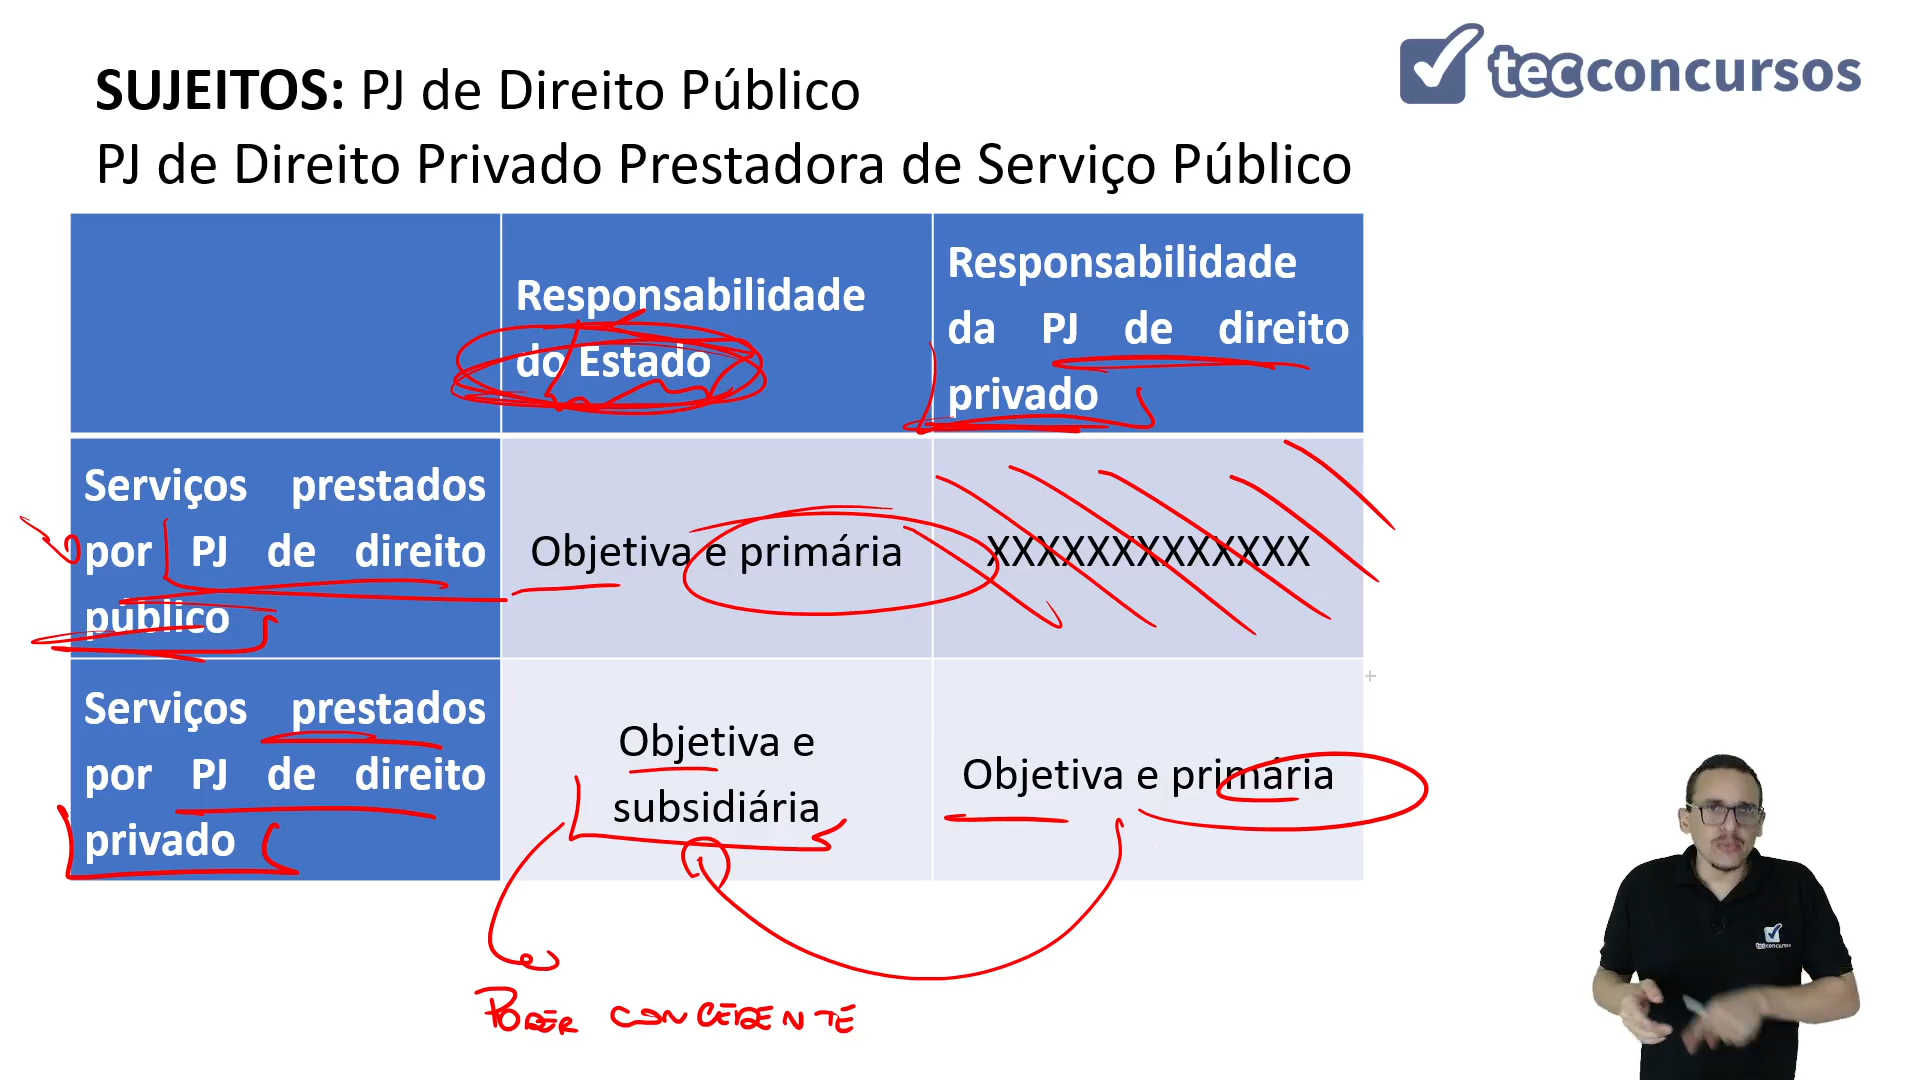 SUJEITOS: PJ de Direito Público
PJ de Direito Privado Prestadora de Serviço Público
tecconcursos
Responsabilidade
do Estado
Responsabilidade
da PJ de direito
privado
Serviços prestados
por PJ de direito
público
Objetiva e primária
XXXXXXXXXXXXX
Serviços prestados
por PJ de direito
privado
Objetiva e
subsidiária
Objetiva e primária
PODER CONCEDENTE
tecconcursos